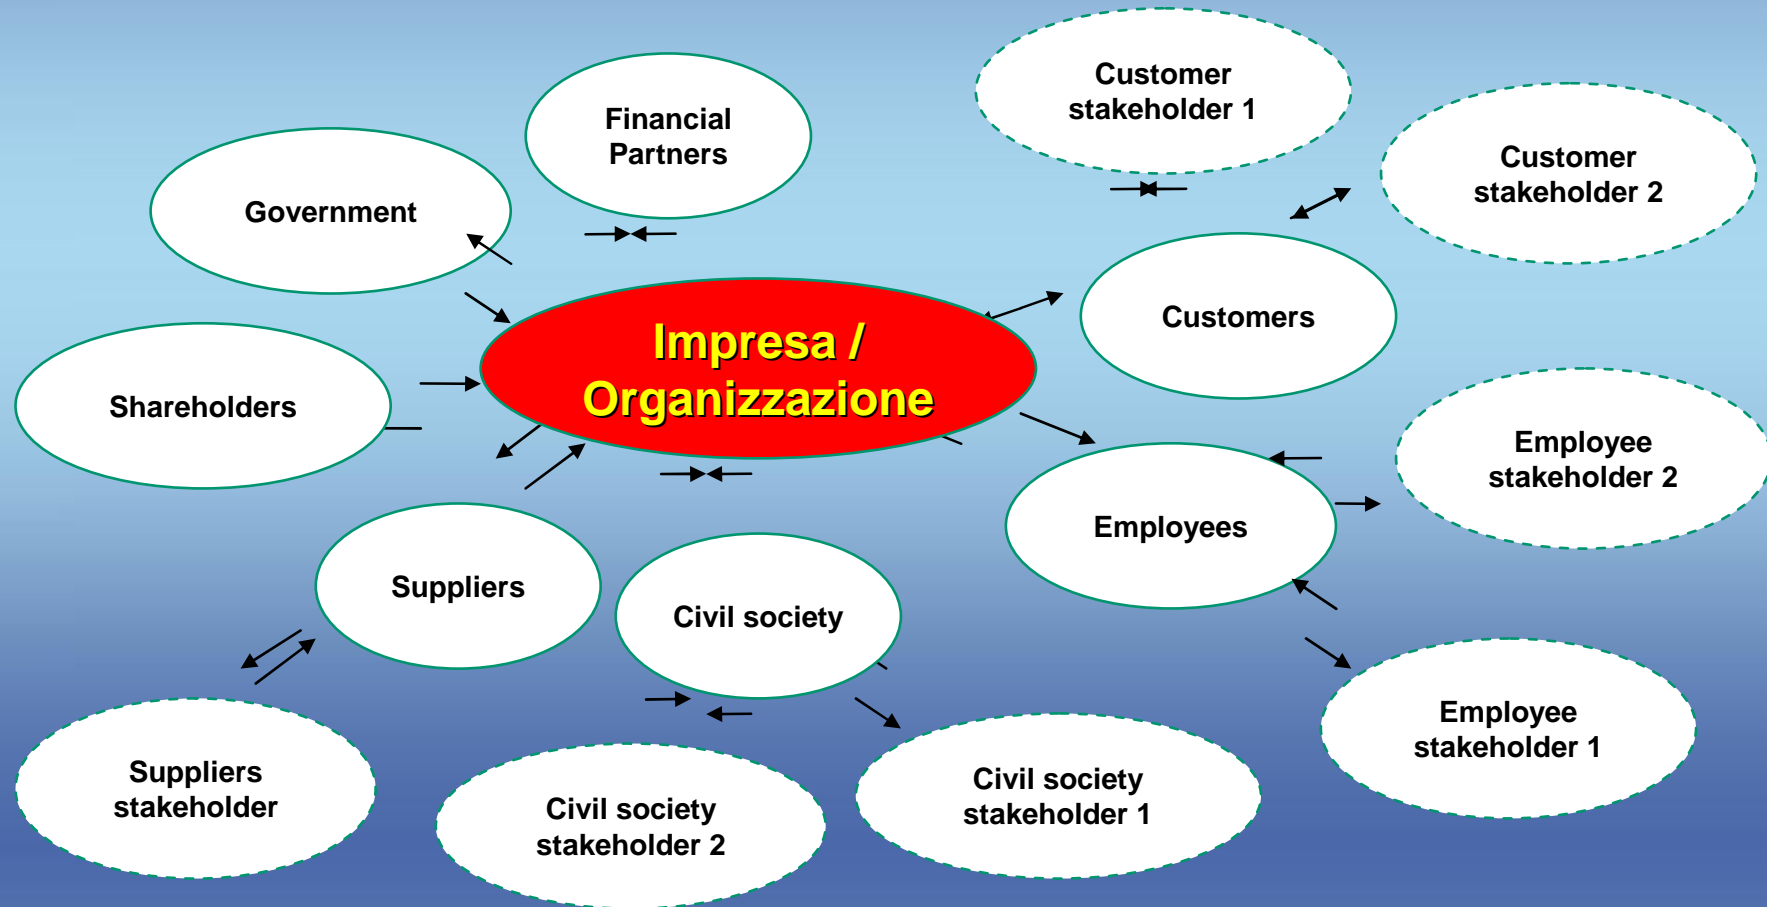 Customer
stakeholder 1
Financial
Partners
Customer
stakeholder 2
Government
Customers
Impresa /
Organizzazione
Shareholders
Employee
stakeholder 2
Employees
Suppliers
Civil society
Employee
stakeholder 1
Suppliers
stakeholder
Civil society
stakeholder 1
Civil society
stakeholder 2